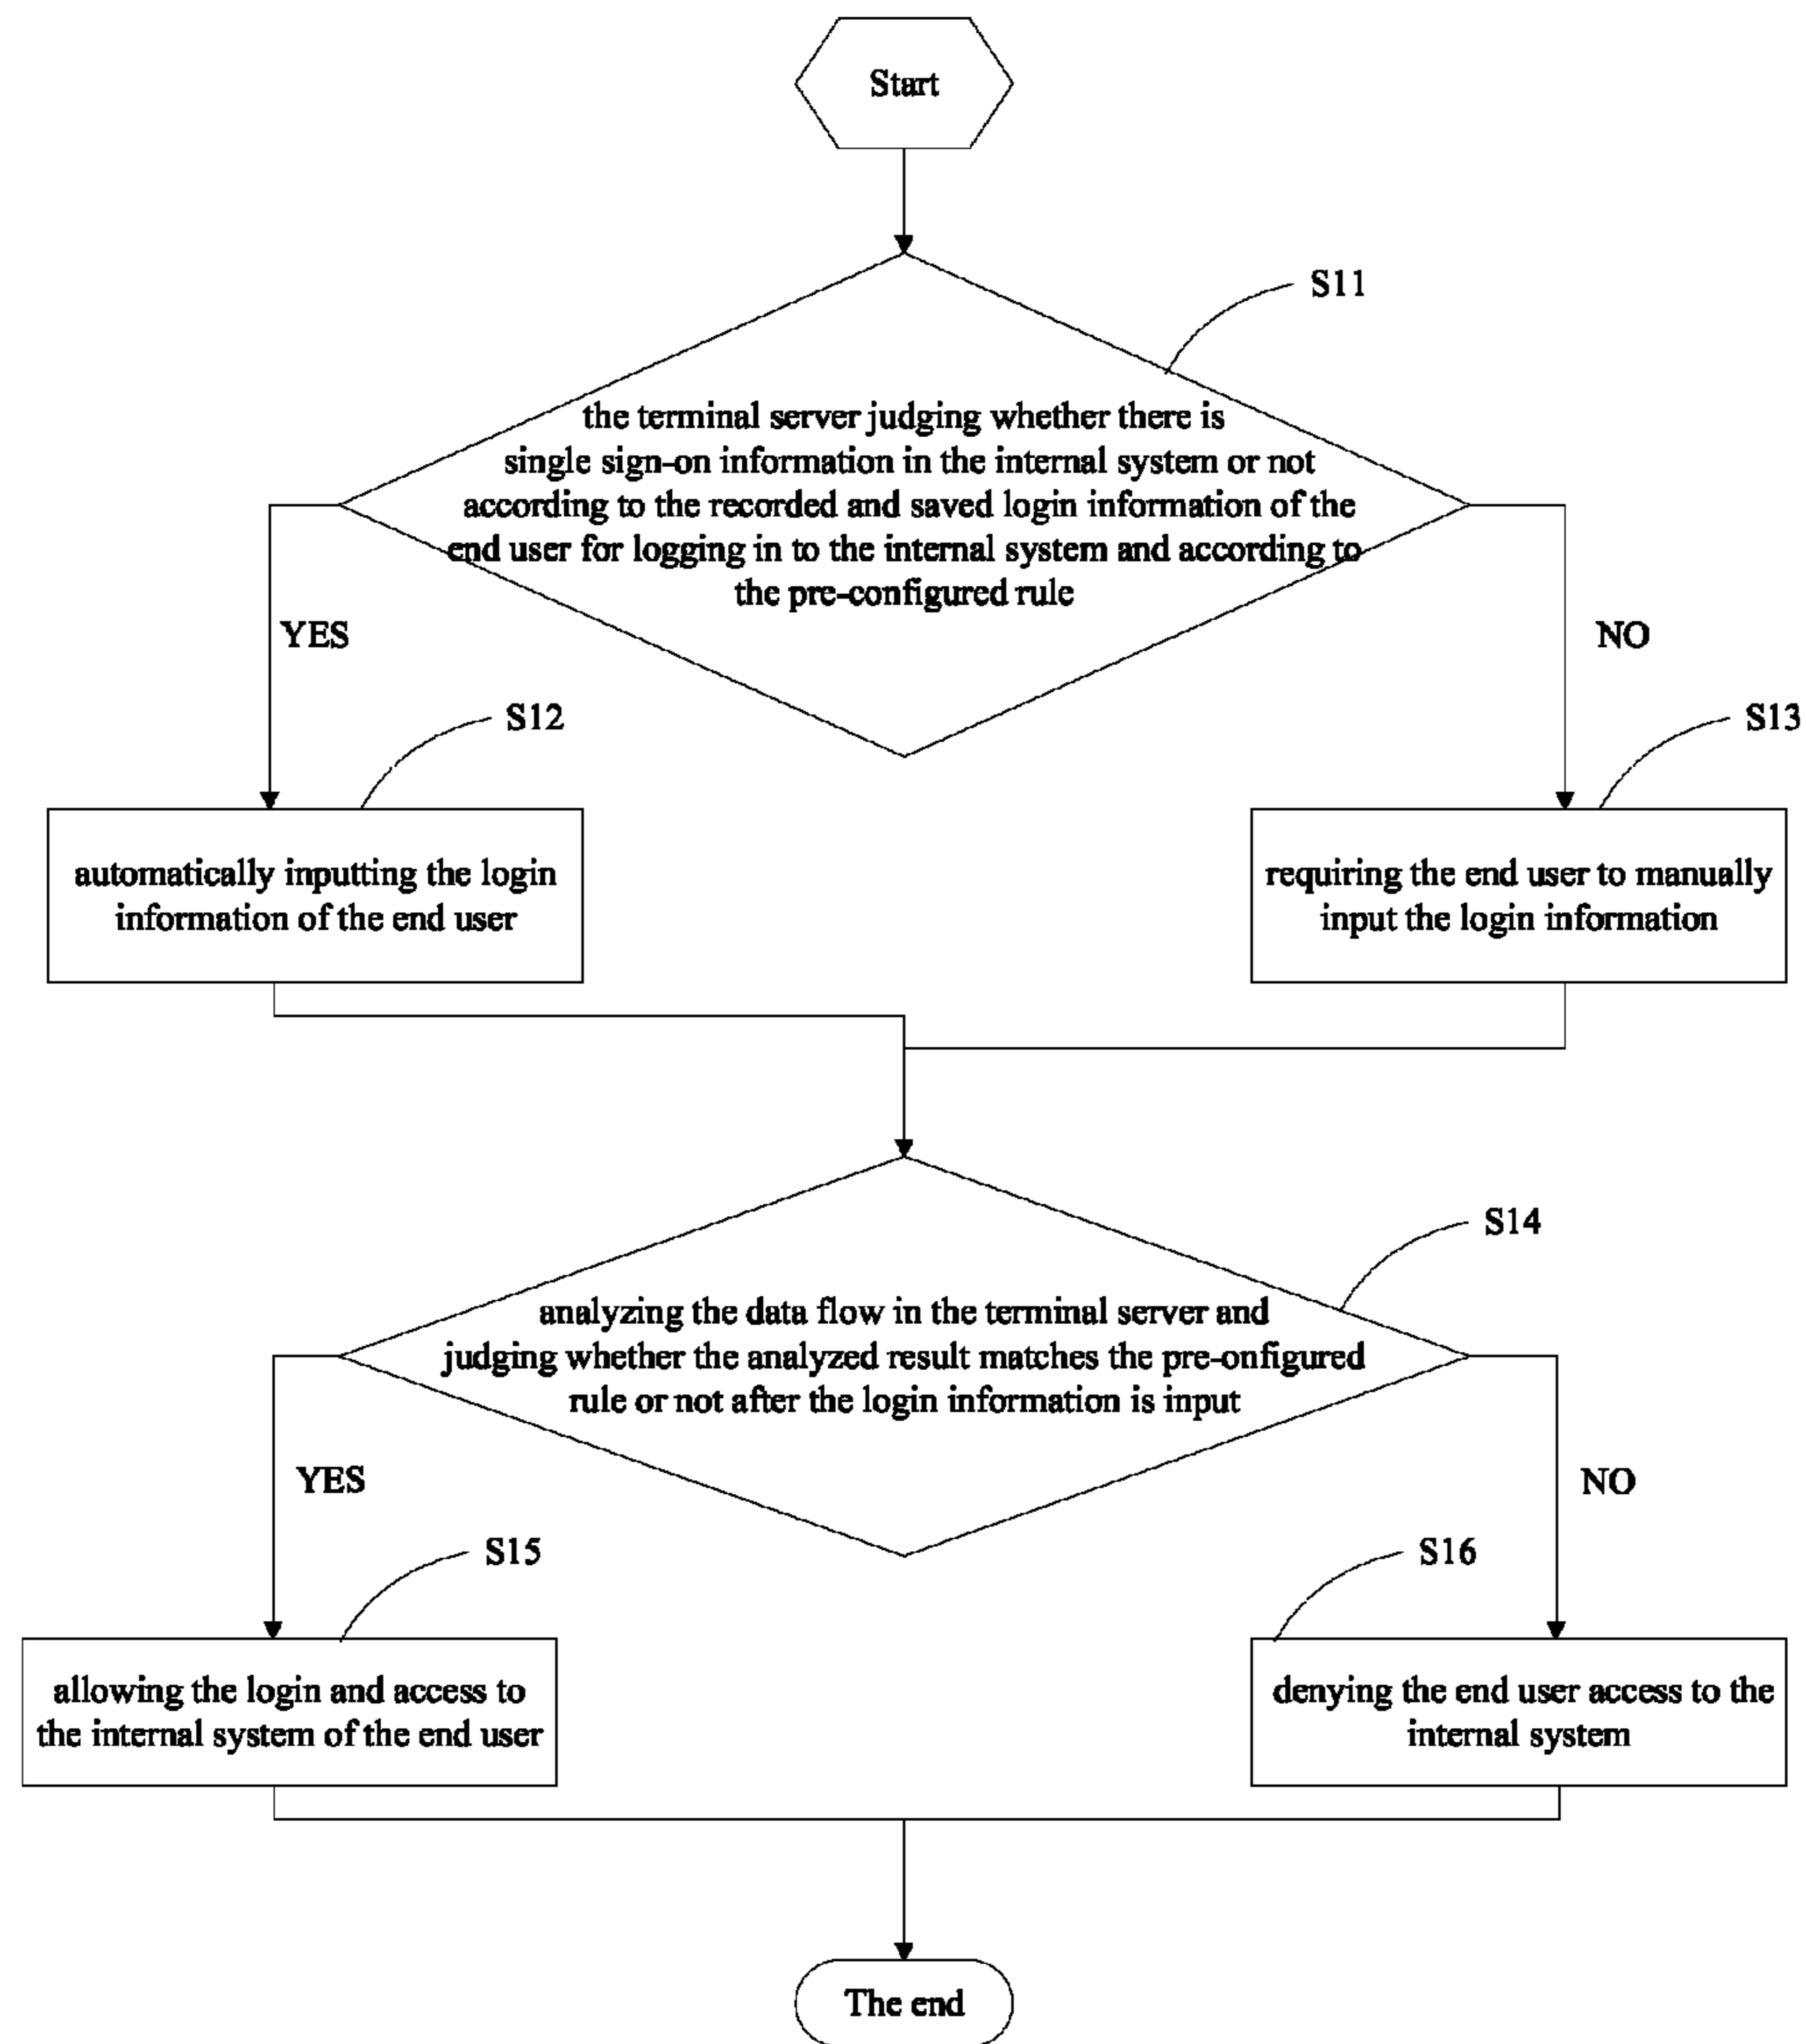 Start
S11
the terminal server judging whether there is
single sign-on information in the internal system or not
according to the recorded and saved login information of the
end user for logging in to the internal system and according to
the pre-configured rule
YES
NO
S12
S13
automatically inputting the login
information of the end user
requiring the end user to manually
input the login information
S14
analyzing the data flow in the terminal server and
judging whether the analyzed result matches the pre-onfigured
rule or not after the login information is input
YES
NO
S15
S16
allowing the login and access to
the internal system of the end user
denying the end user access to the
internal system
The end